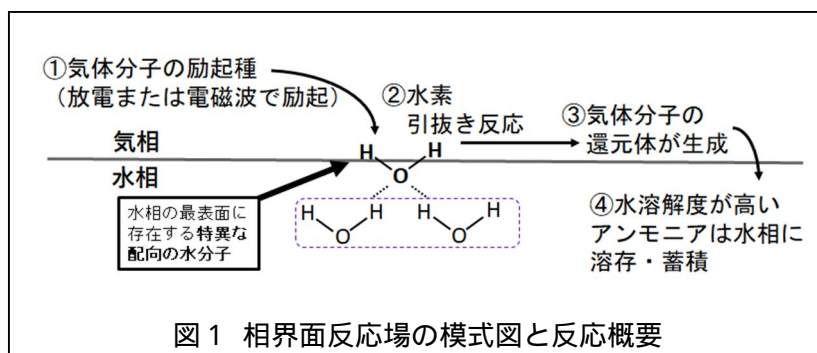 ①気体分子の励起種
（放電または電磁波で励起）
②水素
引抜き反応
③気体分子の
還元体が生成
気相
水相
H H
O
水相の最表面に
存在する特異な
配向の水分子
H H H H
O O
④水溶解度が高い
アンモニアは水相に
溶存・蓄積
図1 相界面反応場の模式図と反応概要